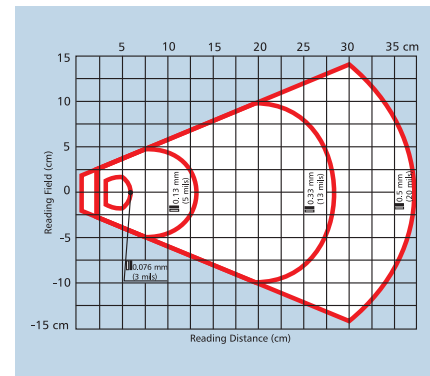 5 10 15 20 25 30 35 cm
15
10
5
0
-5
-10
-15 cm
Reading Field (cm)
0.076 mm
(3 mils)
0.13 mm
(5 mils)
0.33 mm
(13 mils)
0.5 mm
(20 mils)
Reading Distance (cm)